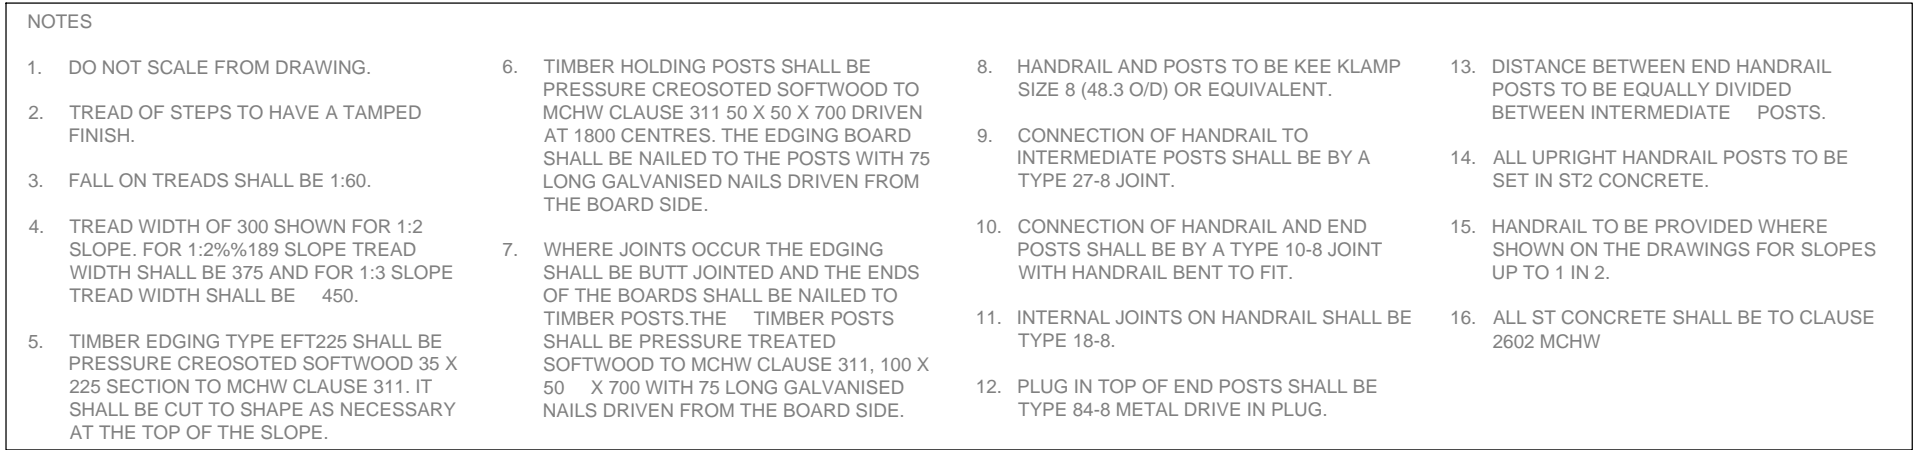 NOTES
1. DO NOT SCALE FROM DRAWING.
2. TREAD OF STEPS TO HAVE A TAMPED
FINISH.
3. FALL ON TREADS SHALL BE 1:60.
4. TREAD WIDTH OF 300 SHOWN FOR 1:2
SLOPE. FOR 1:2%%189 SLOPE TREAD
WIDTH SHALL BE 375 AND FOR 1:3 SLOPE
TREAD WIDTH SHALL BE 450.
5. TIMBER EDGING TYPE EFT225 SHALL BE
PRESSURE CREOSOTED SOFTWOOD 35 X
225 SECTION TO MCHW CLAUSE 311. IT
SHALL BE CUT TO SHAPE AS NECESSARY
AT THE TOP OF THE SLOPE.
6. TIMBER HOLDING POSTS SHALL BE
PRESSURE CREOSOTED SOFTWOOD TO
MCHW CLAUSE 311 50 X 50 X 700 DRIVEN
AT 1800 CENTRES. THE EDGING BOARD
SHALL BE NAILED TO THE POSTS WITH 75
LONG GALVANISED NAILS DRIVEN FROM
THE BOARD SIDE.
7. WHERE JOINTS OCCUR THE EDGING
SHALL BE BUTT JOINTED AND THE ENDS
OF THE BOARDS SHALL BE NAILED TO
TIMBER POSTS.THE TIMBER POSTS
SHALL BE PRESSURE TREATED
SOFTWOOD TO MCHW CLAUSE 311, 100 X
50 X 700 WITH 75 LONG GALVANISED
NAILS DRIVEN FROM THE BOARD SIDE.
8. HANDRAIL AND POSTS TO BE KEE KLAMP
SIZE 8 (48.3 O/D) OR EQUIVALENT.
9. CONNECTION OF HANDRAIL TO
INTERMEDIATE POSTS SHALL BE BY A
TYPE 27-8 JOINT.
10. CONNECTION OF HANDRAIL AND END
POSTS SHALL BE BY A TYPE 10-8 JOINT
WITH HANDRAIL BENT TO FIT.
11. INTERNAL JOINTS ON HANDRAIL SHALL BE
TYPE 18-8.
12. PLUG IN TOP OF END POSTS SHALL BE
TYPE 84-8 METAL DRIVE IN PLUG.
13. DISTANCE BETWEEN END HANDRAIL
POSTS TO BE EQUALLY DIVIDED
BETWEEN INTERMEDIATE POSTS.
14. ALL UPRIGHT HANDRAIL POSTS TO BE
SET IN ST2 CONCRETE.
15. HANDRAIL TO BE PROVIDED WHERE
SHOWN ON THE DRAWINGS FOR SLOPES
UP TO 1 IN 2.
16. ALL ST CONCRETE SHALL BE TO CLAUSE
2602 MCHW